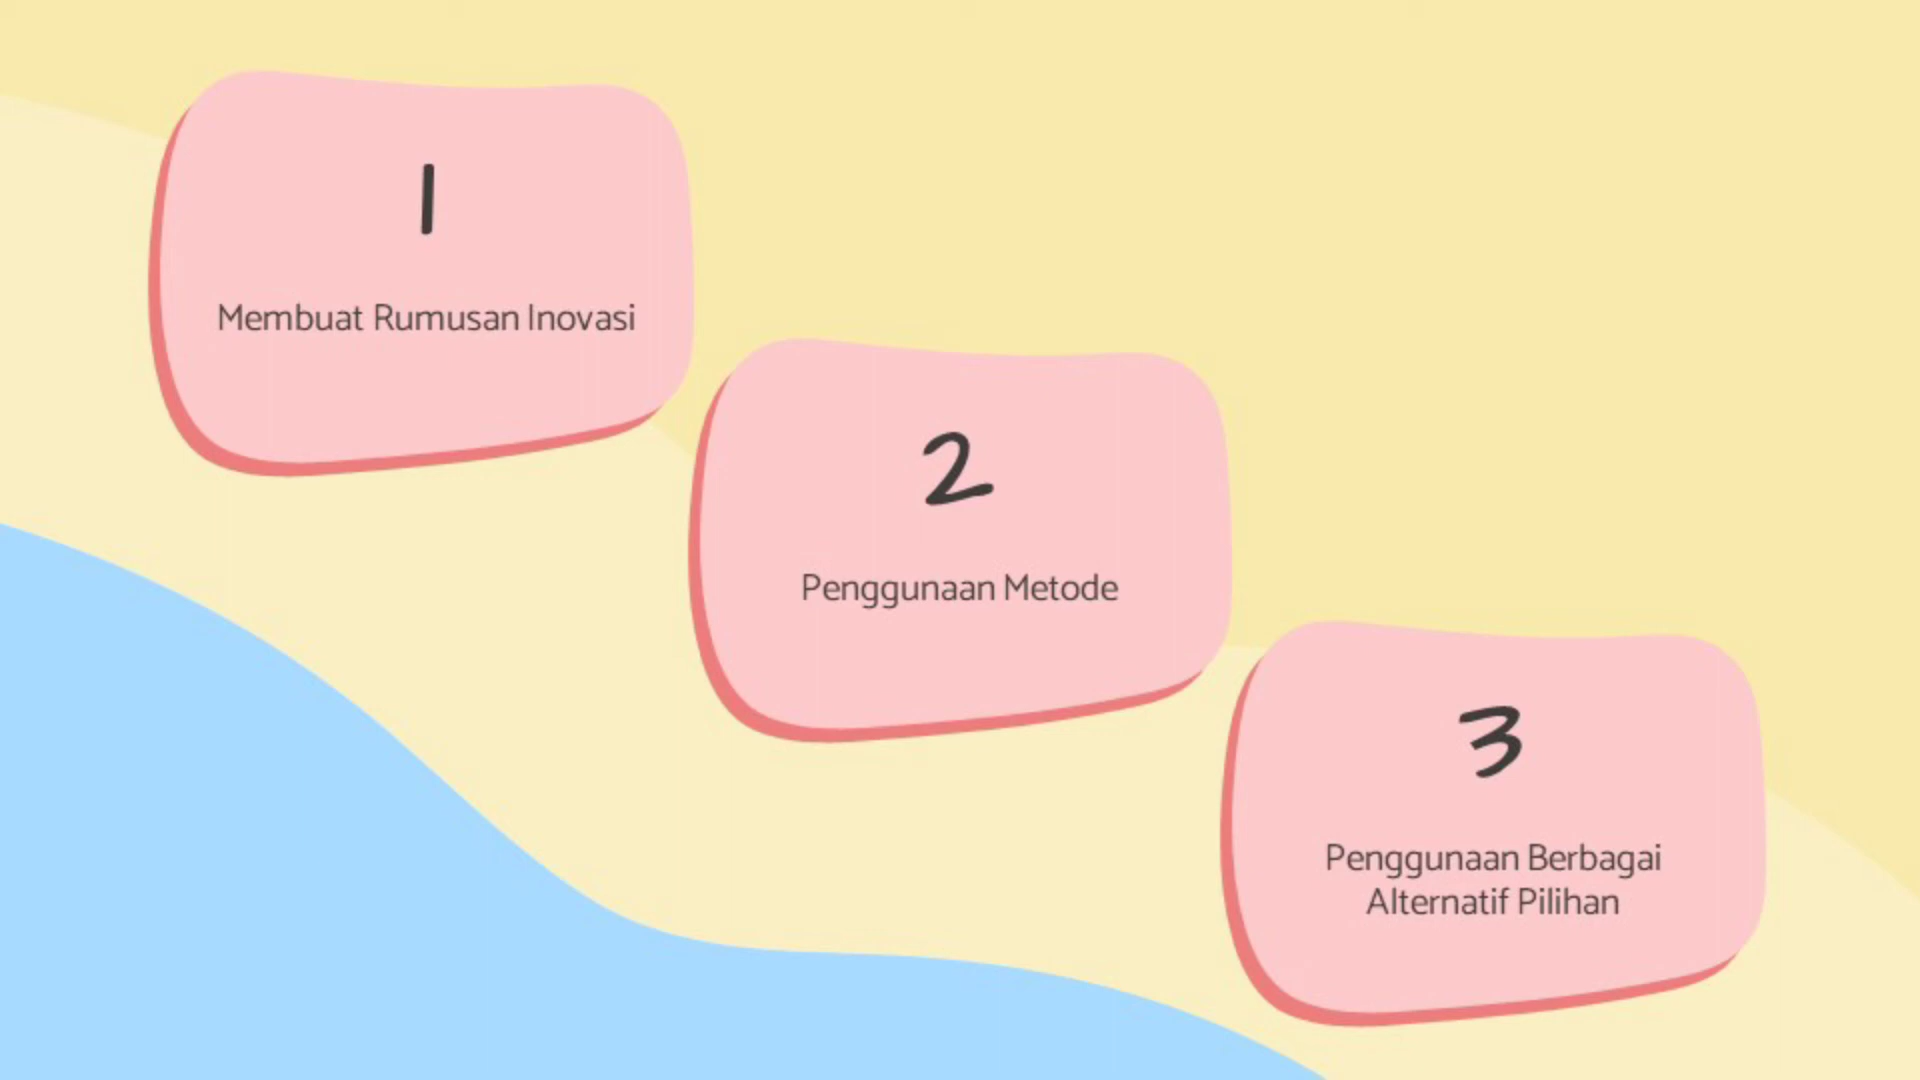 1
Membuat Rumusan Inovasi
2
Penggunaan Metode
3
Penggunaan Berbagai
Alternatif Pilihan